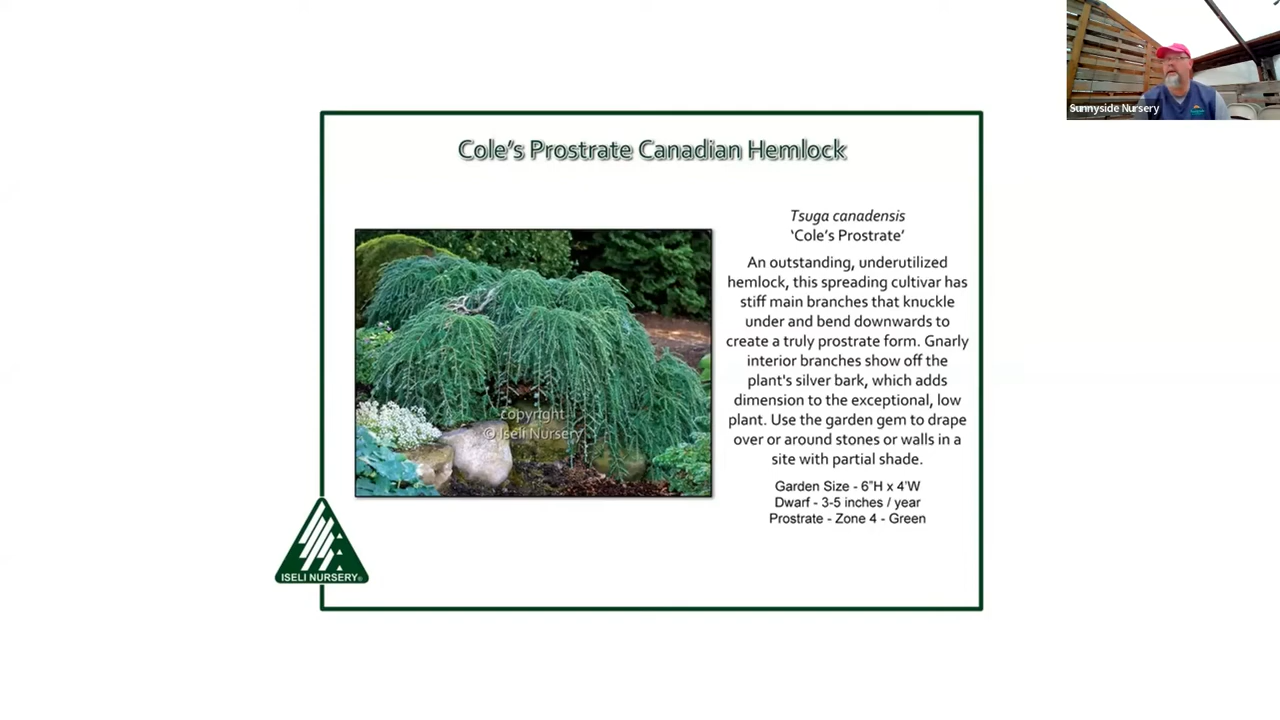 Sunnyside Nursery
Cole's Prostrate Canadian Hemlock
Tsuga canadensis
‘Cole's Prostrate’
An outstanding, underutilized
hemlock, this spreading cultivar has
stiff main branches that knuckle
under and bend downwards to
create a truly prostrate form. Gnarly
interior branches show off the
plant's silver bark, which adds
dimension to the exceptional, low
plant. Use the garden gem to drape
over or around stones or walls in a
site with partial shade.
Garden Size - 6"H x 4'W
Dwarf - 3-5 inches / year
Prostrate - Zone 4 - Green
copyright
© Iseli Nursery
ISELI NURSERY®